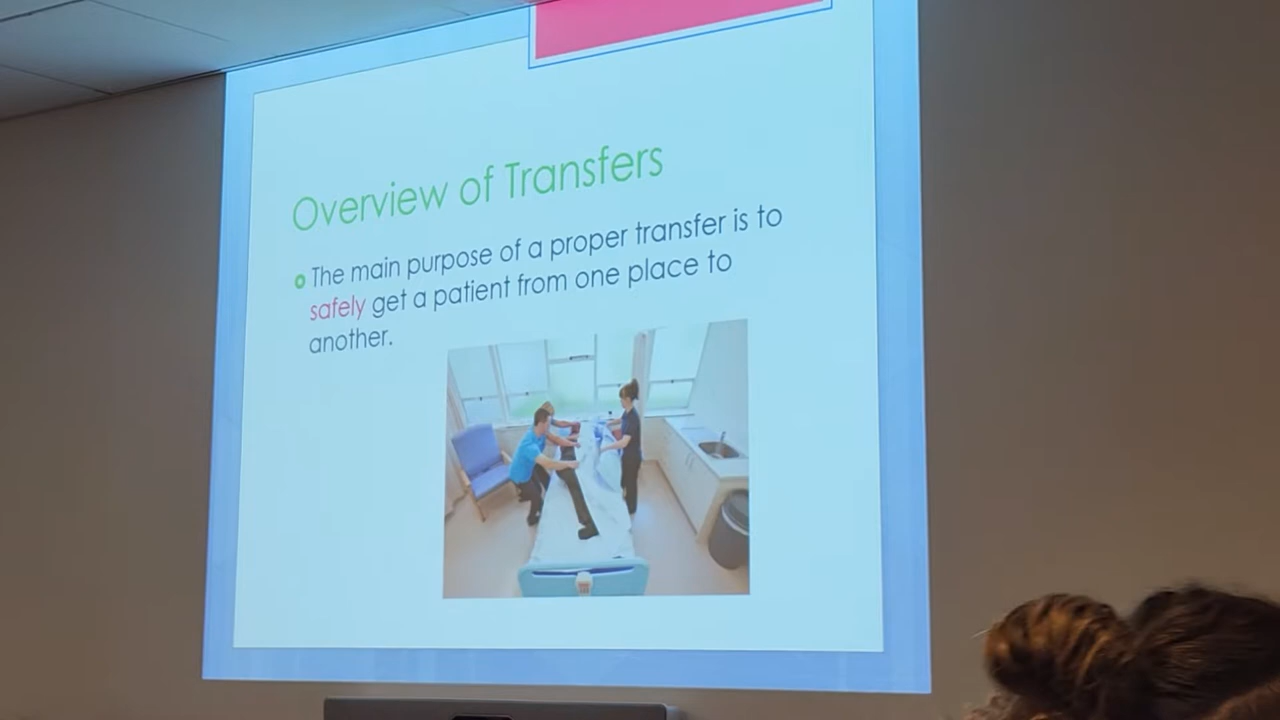 Overview of Transfers
The main purpose of a proper transfer is to
safely get a patient from one place to
another.